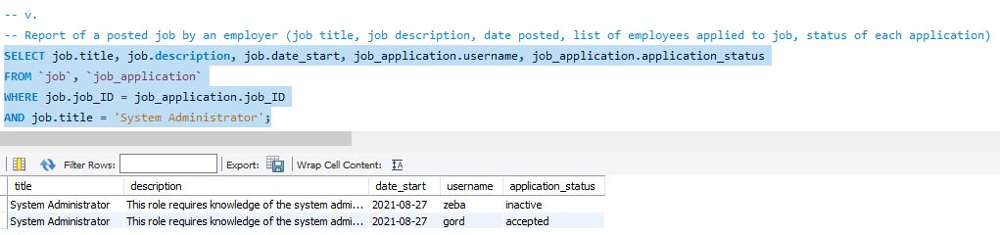 -- v.
-- Report of a posted job by an employer (job title, job description, date posted, list of employees applied to job, status of each application)
SELECT job.title, job.description, job.date_start, job_application.username, job_application.application_status
FROM `job`, `job_application`
WHERE job.job_ID = job_application.job_ID
AND job.title = 'System Administrator';
Filter Rows: Export: Wrap Cell Content:
title description date_start username application_status
System Administrator This role requires knowledge of the system admi... 2021-08-27 zeba inactive
System Administrator This role requires knowledge of the system admi... 2021-08-27 gord accepted